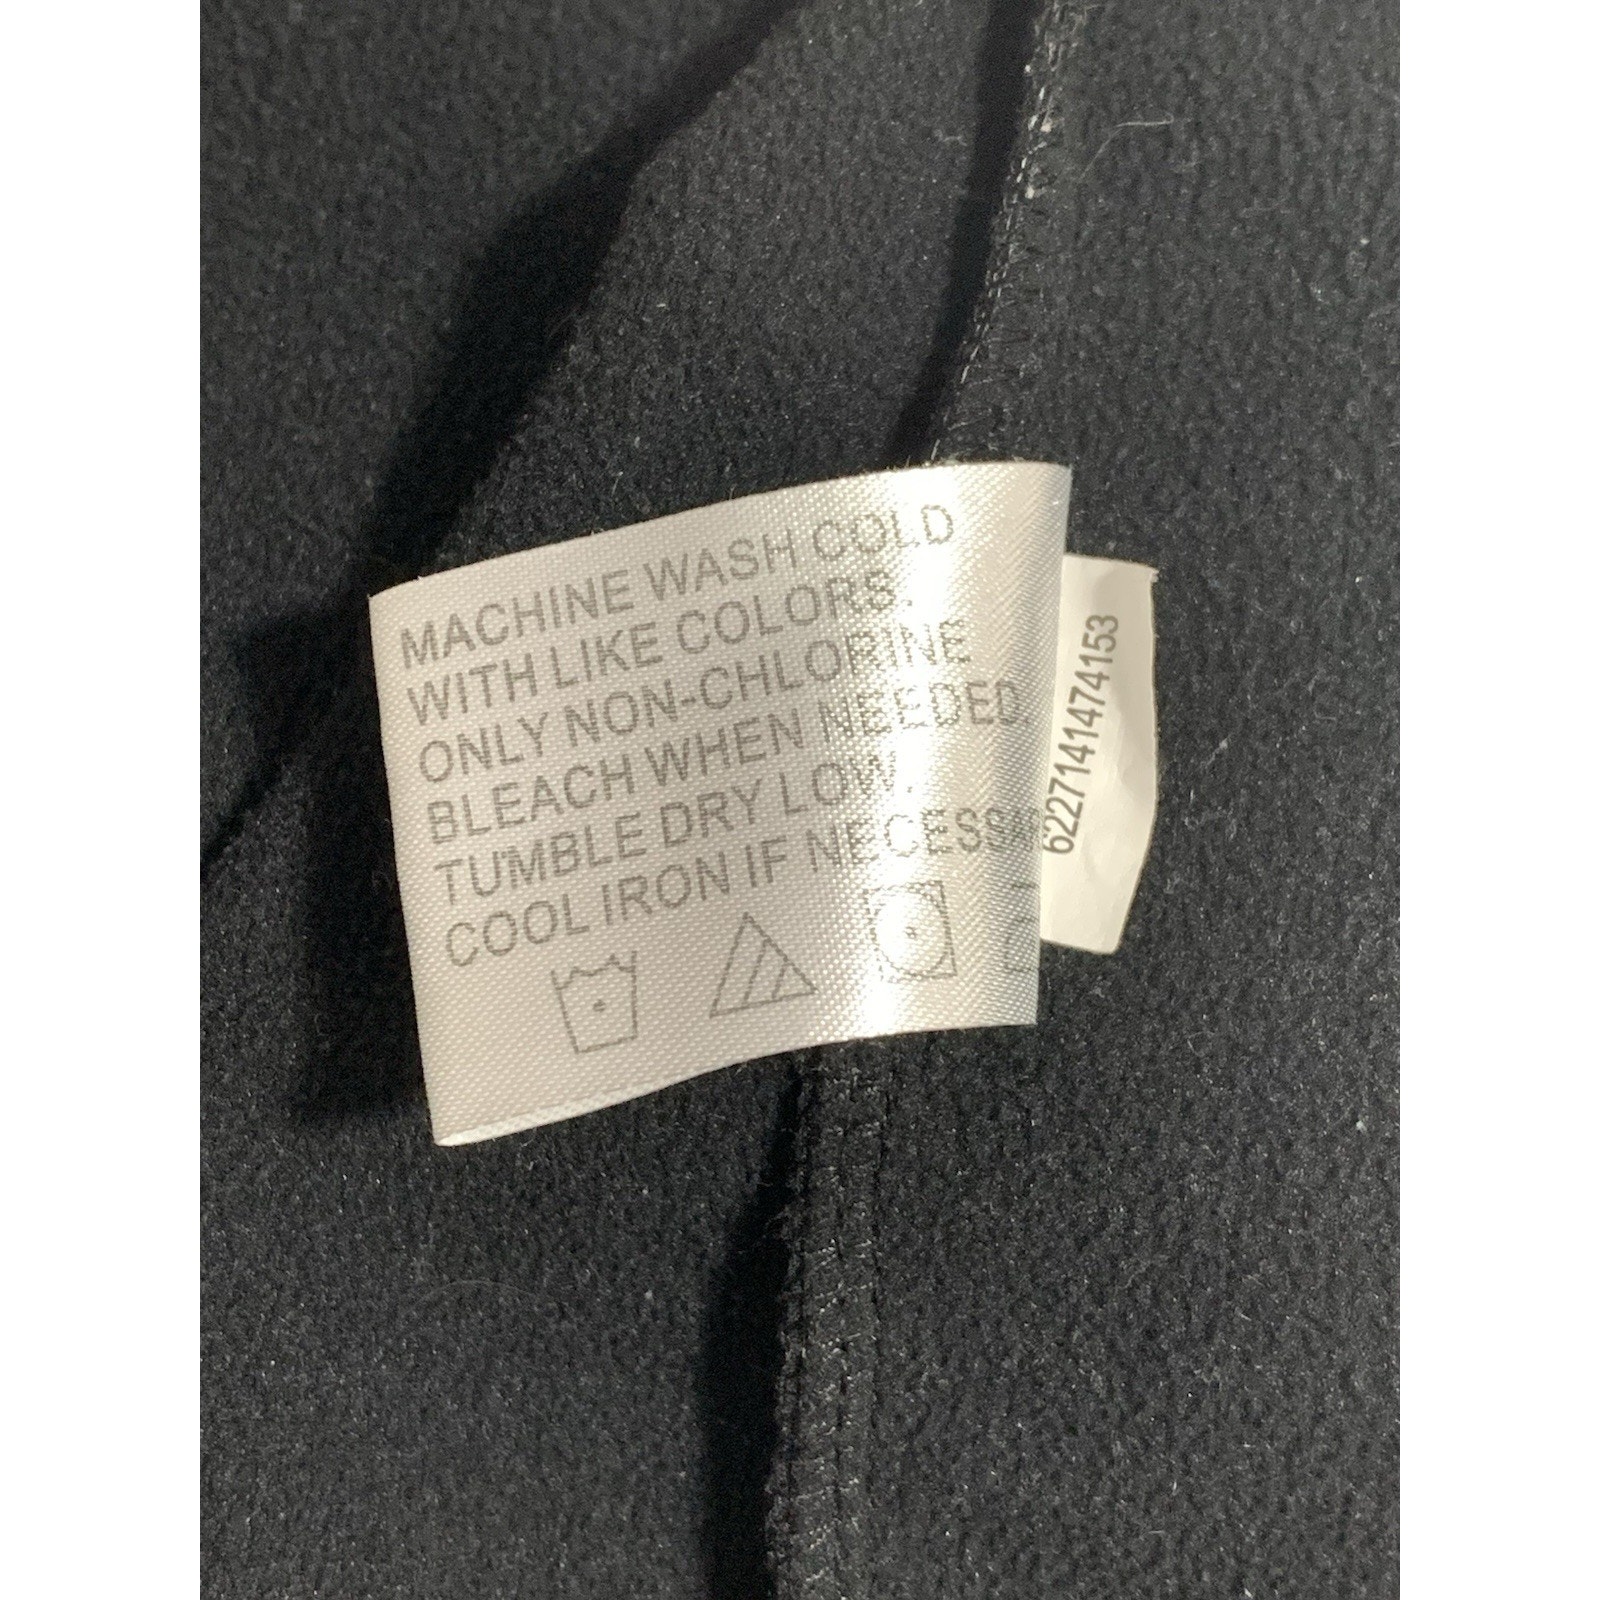 MACHINE WASH COLD
WITH LIKE COLORS.
ONLY NON-CHLORINE
BLEACH WHEN NEEDED.
TUMBLE DRY LOW.
COOL IRON IF
6227141474153